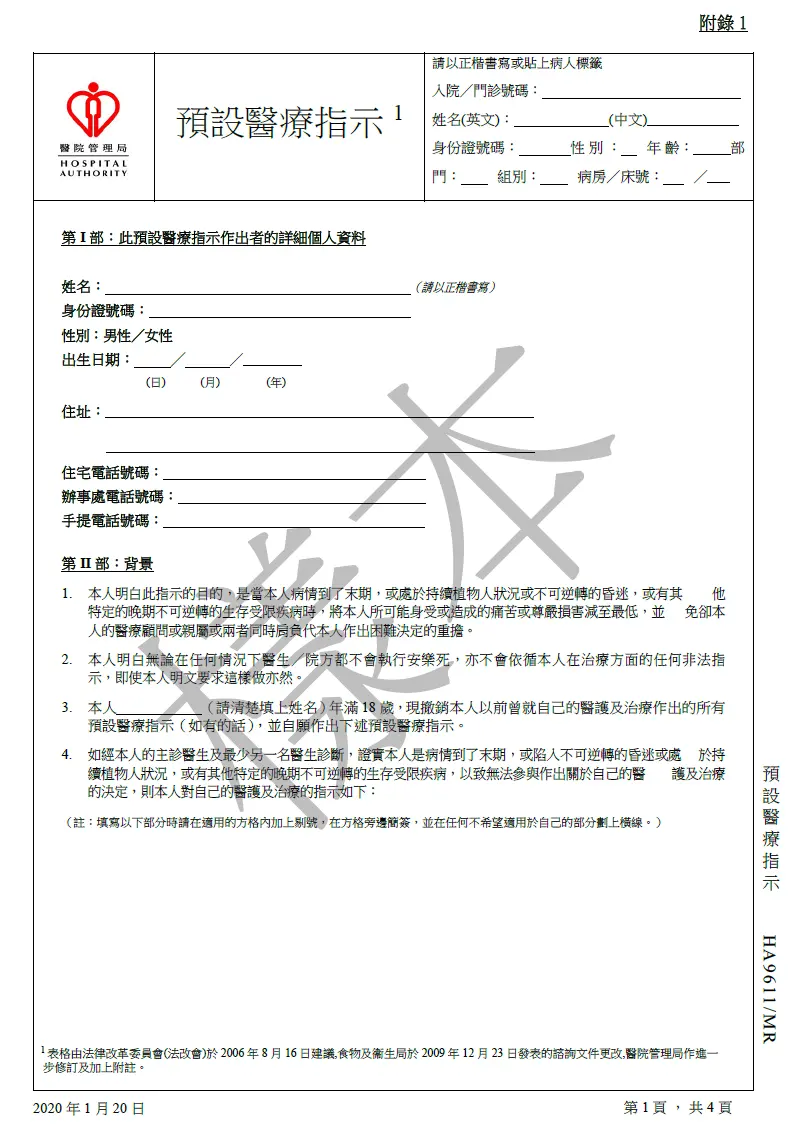 附錄 1
醫院管理局
HOSPITAL
AUTHORITY
預設醫療指示 1
請以正楷書寫或貼上病人標籤
入院／門診號碼：
姓名(英文)：(中文)
身份證號碼： 性 別 ： 年 齡： 部
門： 組別： 病房／床號： ／
第 I 部：此預設醫療指示作出者的詳細個人資料
姓名：（請以正楷書寫）
身份證號碼：
性別：男性／女性
出生日期： ／ ／
(日) (月) (年)
住址：
住宅電話號碼：
辦事處電話號碼：
手提電話號碼：
第 II 部：背景
1. 本人明白此指示的目的，是當本人病情到了末期，或處於持續植物人狀況或不可逆轉的昏迷，或有其 他
特定的晚期不可逆轉的生存受限疾病時，將本人所可能身受或造成的痛苦或尊嚴損害減至最低，並 免卻本
人的醫療顧問或親屬或兩者同時肩負代本人作出困難決定的重擔。
2. 本人明白無論在任何情況下醫生／院方都不會執行安樂死，亦不會依循本人在治療方面的任何非法指
示，即使本人明文要求這樣做亦然。
3. 本人（請清楚填上姓名）年滿 18 歲，現撤銷本人以前曾就自己的醫護及治療作出的所有
預設醫療指示（如有的話），並自願作出下述預設醫療指示。
4. 如經本人的主診醫生及最少另一名醫生診斷，證實本人是病情到了末期，或陷入不可逆轉的昏迷或處 於持
續植物人狀況，或有其他特定的晚期不可逆轉的生存受限疾病，以致無法參與作出關於自己的醫 護及治療
的決定，則本人對自己的醫護及治療的指示如下：
（註：填寫以下部分時請在適用的方格內加上剔號，在方格旁邊簡簽，並在任何不希望適用於自己的部分劃上橫線。）
樣本
預設醫療指示 HA9611/MR
1 表格由法律改革委員會(法改會)於 2006 年 8 月 16 日建議,食物及衞生局於 2009 年 12 月 23 日發表的諮詢文件更改,醫院管理局作進一
步修訂及加上附註。
2020 年 1 月 20 日
第 1 頁 ， 共 4 頁